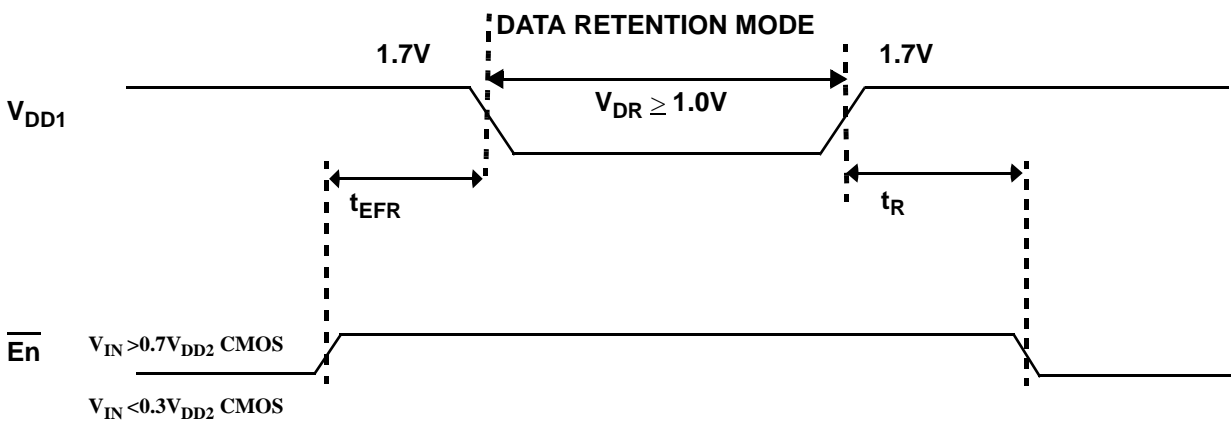 DATA RETENTION MODE
1.7V
1.7V
VDD1
VDR ≥ 1.0V
tEFR
tR
En
VIN >0.7VDD2 CMOS
VIN <0.3VDD2 CMOS